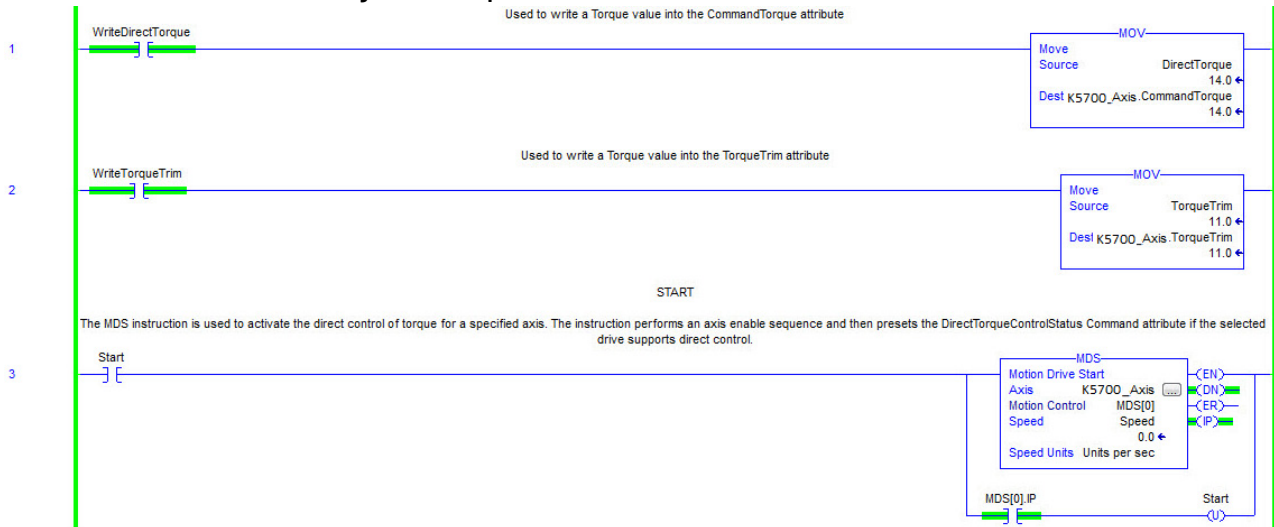 Used to write a Torque value into the CommandTorque attribute
WriteDirectTorque
1
MOV
Move
Source DirectTorque
14.0
Dest K5700_Axis.CommandTorque
14.0
Used to write a Torque value into the TorqueTrim attribute
WriteTorqueTrim
2
MOV
Move
Source TorqueTrim
11.0
Dest K5700_Axis.TorqueTrim
11.0
START
The MDS instruction is used to activate the direct control of torque for a specified axis. The instruction performs an axis enable sequence and then presets the DirectTorqueControlStatus Command attribute if the selected
drive supports direct control.
Start
3
MDS
Motion Drive Start (EN)
Axis K5700_Axis ... (DN)
Motion Control MDS[0] (ER)
Speed Speed (IP)
0.0
Speed Units Units per sec
MDS[0].IP Start
(U)